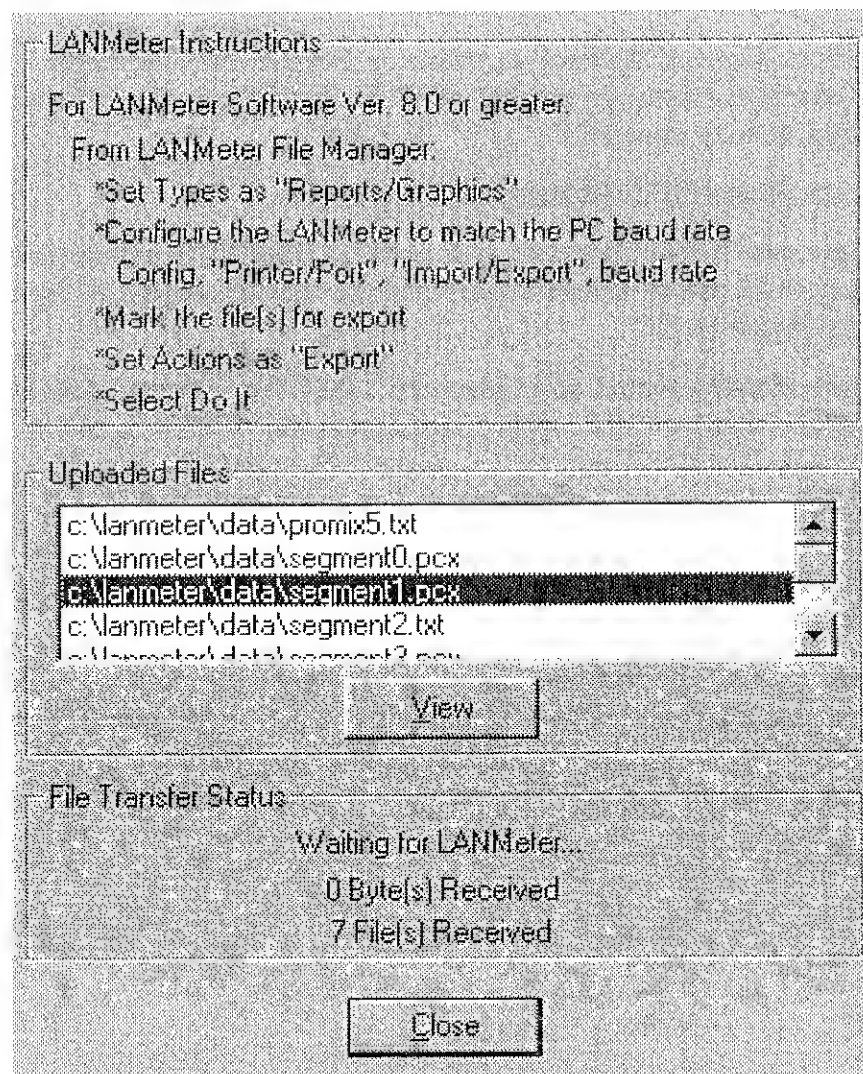 LANMeter Instructions
For LANMeter Software Ver. 8.0 or greater.
From LANMeter File Manager:
*Set Types as "Reports/Graphics"
*Configure the LANMeter to match the PC baud rate
Config, "Printer/Port", "Import/Export", baud rate
*Mark the file(s) for export
*Set Actions as "Export"
*Select Do It
Uploaded Files
c:\lanmeter\data\promix5.txt
c:\lanmeter\data\segment0.pcx
c:\lanmeter\data\segment1.pcx
c:\lanmeter\data\segment2.txt
View
File Transfer Status
Waiting for LANMeter...
0 Byte(s) Received
7 File(s) Received
Close